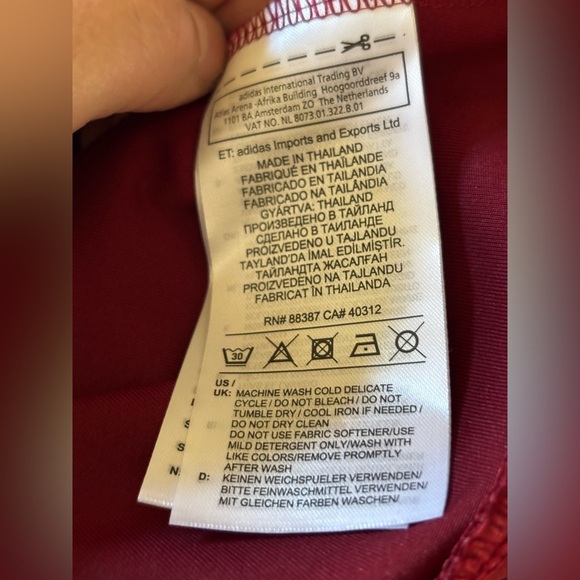 adidas International Trading BV
Atlas Arena -Afrika Building Hoogoorddreef 9a
1101 BA Amsterdam ZO The Netherlands
VAT NO. NL 8073.01.322.B.01
ET: adidas Imports and Exports Ltd
MADE IN THAILAND
FABRIQUÉ EN THAÏLANDE
FABRICADO EN TAILANDIA
FABRICADO NA TAILÂNDIA
GYÁRTVA: THAILAND
ПРОИЗВЕДЕНО В ТАЙЛАНД
СДЕЛАНО В ТАИЛАНДЕ
PROIZVEDENO U TAJLANDU
TAYLAND'DA İMAL EDİLMİŞTİR.
ТАИЛАНДТА ЖАСАЛҒАН
PROIZVEDENO NA TAJLANDU
FABRICAT ÎN THAILANDA
RN# 88387 CA# 40312
30
US /
UK: MACHINE WASH COLD DELICATE
CYCLE / DO NOT BLEACH / DO NOT
TUMBLE DRY / COOL IRON IF NEEDED /
DO NOT DRY CLEAN
DO NOT USE FABRIC SOFTENER/USE
MILD DETERGENT ONLY/WASH WITH
LIKE COLORS/REMOVE PROMPTLY
AFTER WASH
D: KEINEN WEICHSPUELER VERWENDEN/
BITTE FEINWASCHMITTEL VERWENDEN/
MIT GLEICHEN FARBEN WASCHEN/